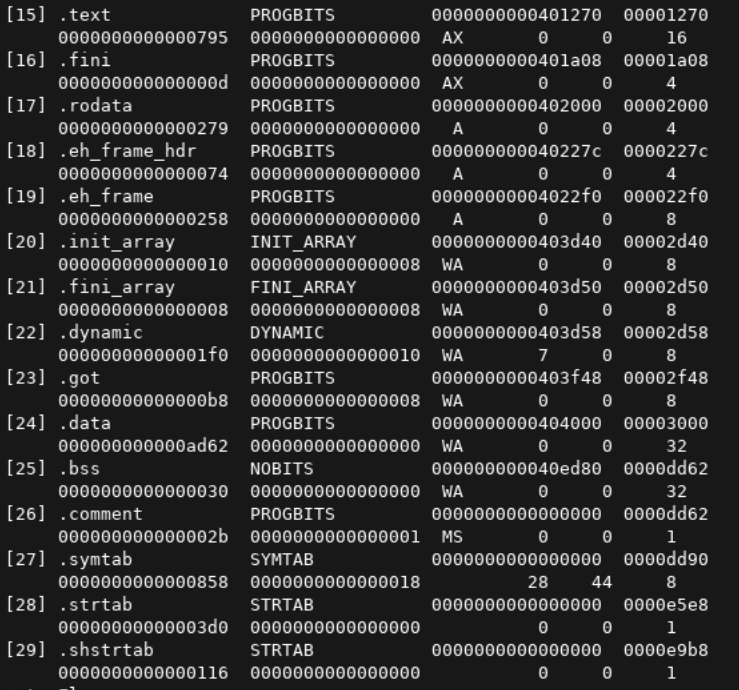 [15] .text PROGBITS 0000000000401270 00001270
0000000000000795 0000000000000000 AX 0 0 16
[16] .fini PROGBITS 0000000000401a08 00001a08
000000000000000d 0000000000000000 AX 0 0 4
[17] .rodata PROGBITS 0000000000402000 00002000
0000000000000279 0000000000000000 A 0 0 4
[18] .eh_frame_hdr PROGBITS 000000000040227c 0000227c
0000000000000074 0000000000000000 A 0 0 4
[19] .eh_frame PROGBITS 00000000004022f0 000022f0
0000000000000258 0000000000000000 A 0 0 8
[20] .init_array INIT_ARRAY 0000000000403d40 00002d40
0000000000000010 0000000000000008 WA 0 0 8
[21] .fini_array FINI_ARRAY 0000000000403d50 00002d50
0000000000000008 0000000000000008 WA 0 0 8
[22] .dynamic DYNAMIC 0000000000403d58 00002d58
00000000000001f0 0000000000000010 WA 7 0 8
[23] .got PROGBITS 0000000000403f48 00002f48
00000000000000b8 0000000000000008 WA 0 0 8
[24] .data PROGBITS 0000000000404000 00003000
000000000000ad62 0000000000000000 WA 0 0 32
[25] .bss NOBITS 000000000040ed80 0000dd62
0000000000000030 0000000000000000 WA 0 0 32
[26] .comment PROGBITS 0000000000000000 0000dd62
000000000000002b 0000000000000001 MS 0 0 1
[27] .symtab SYMTAB 0000000000000000 0000dd90
0000000000000858 0000000000000018 28 44 8
[28] .strtab STRTAB 0000000000000000 0000e5e8
00000000000003d0 0000000000000000 0 0 1
[29] .shstrtab STRTAB 0000000000000000 0000e9b8
0000000000000116 0000000000000000 0 0 1